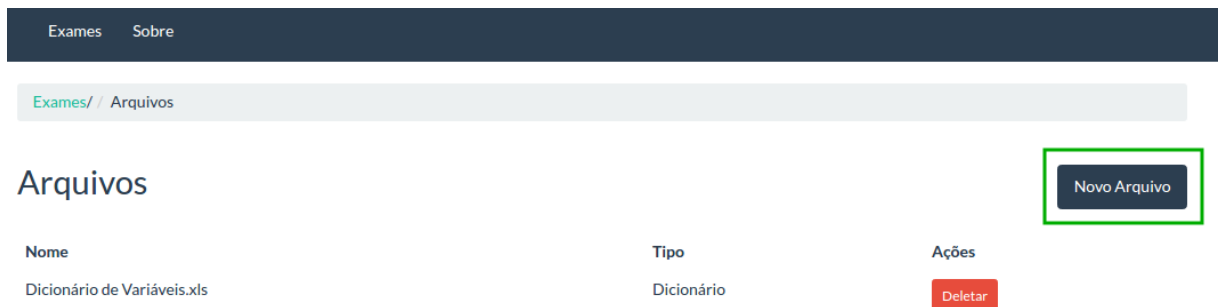 Exames Sobre
Exames/ / Arquivos
Arquivos
Novo Arquivo
Nome Tipo Ações
Dicionário de Variáveis.xls Dicionário Deletar